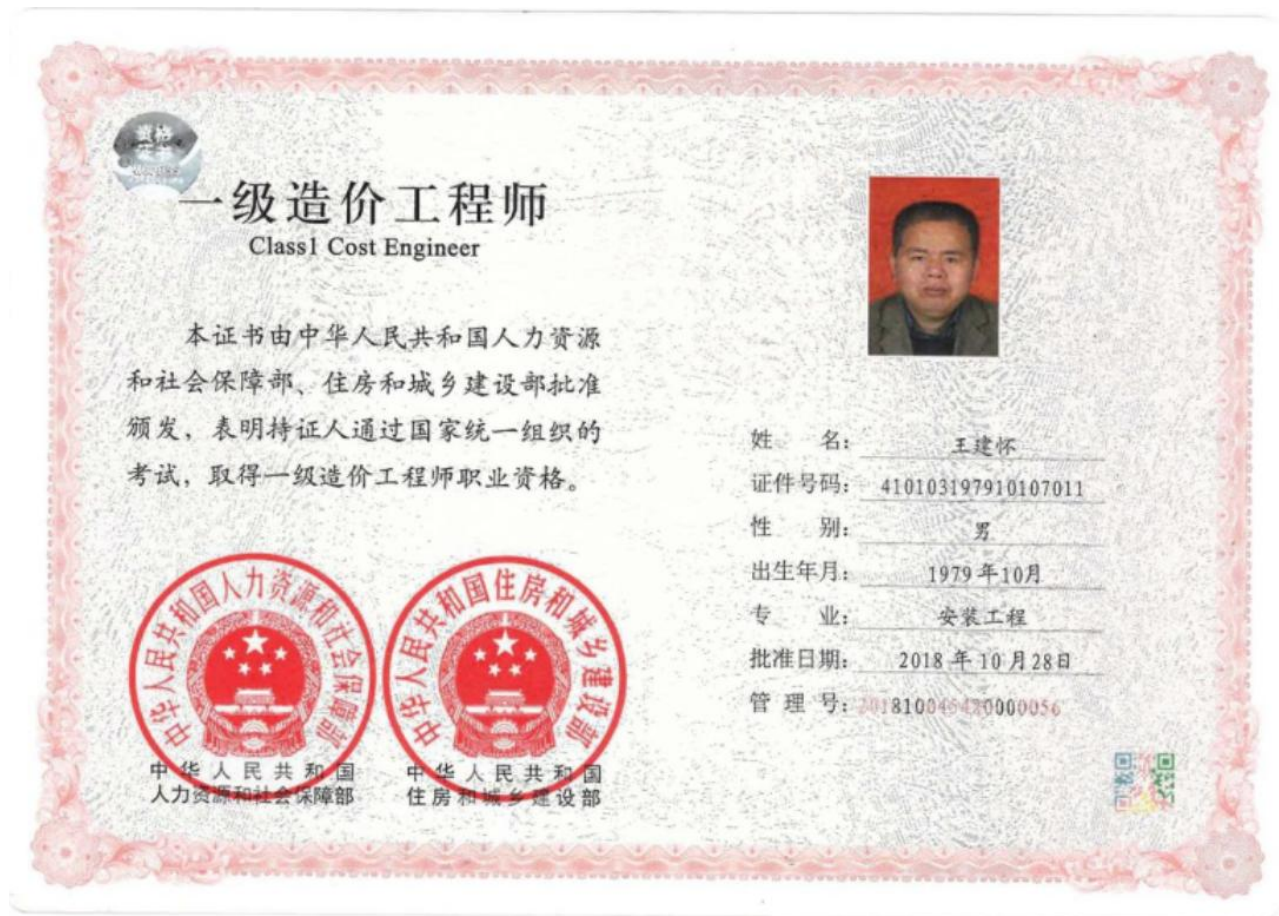 资格
一级造价工程师
Class1 Cost Engineer
本证书由中华人民共和国人力资源
和社会保障部、住房和城乡建设部批准
颁发，表明持证人通过国家统一组织的
考试，取得一级造价工程师职业资格。
中华人民共和国人力资源和社会保障部
中华人民共和国
人力资源和社会保障部
中华人民共和国住房和城乡建设部
中华人民共和国
住房和城乡建设部
姓 名： 王建怀
证件号码： 410103197910107011
性 别： 男
出生年月： 1979年10月
专 业： 安装工程
批准日期： 2018年10月28日
管 理 号：